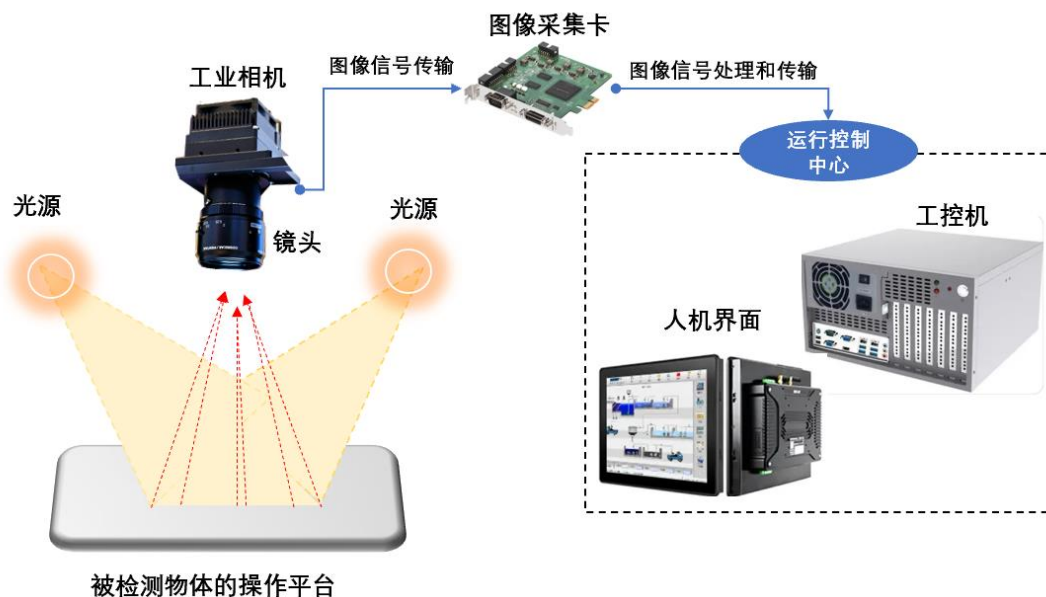 图像采集卡
工业相机
图像信号传输
图像信号处理和传输
运行控制
中心
光源
光源
镜头
工控机
人机界面
被检测物体的操作平台